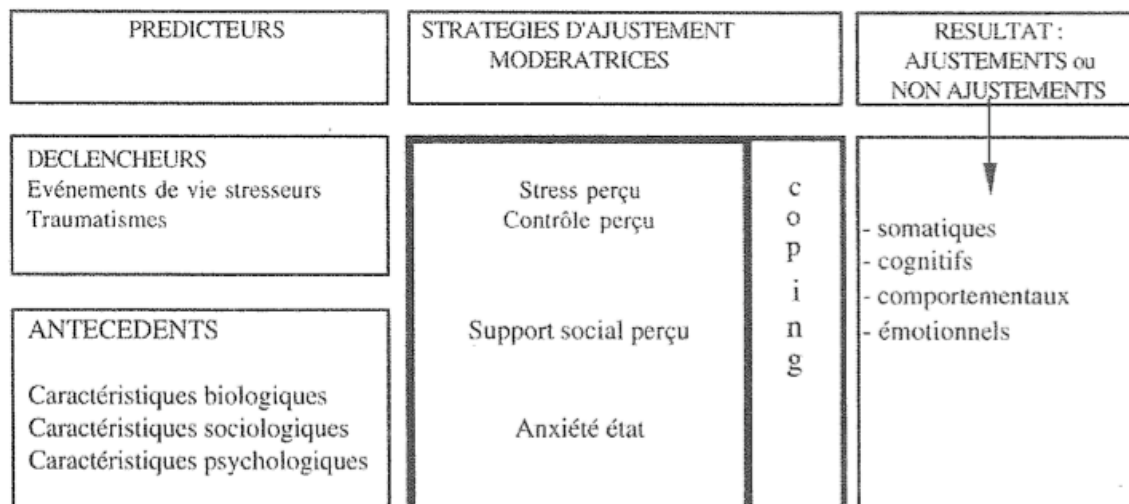 PREDICTEURS
STRATEGIES D'AJUSTEMENT
MODERATRICES
RESULTAT :
AJUSTEMENTS ou
NON AJUSTEMENTS
DECLENCHEURS
Evénements de vie stresseurs
Traumatismes
ANTECEDENTS
Caractéristiques biologiques
Caractéristiques sociologiques
Caractéristiques psychologiques
Stress perçu
Contrôle perçu
Support social perçu
Anxiété état
c
o
p
i
n
g
- somatiques
- cognitifs
- comportementaux
- émotionnels